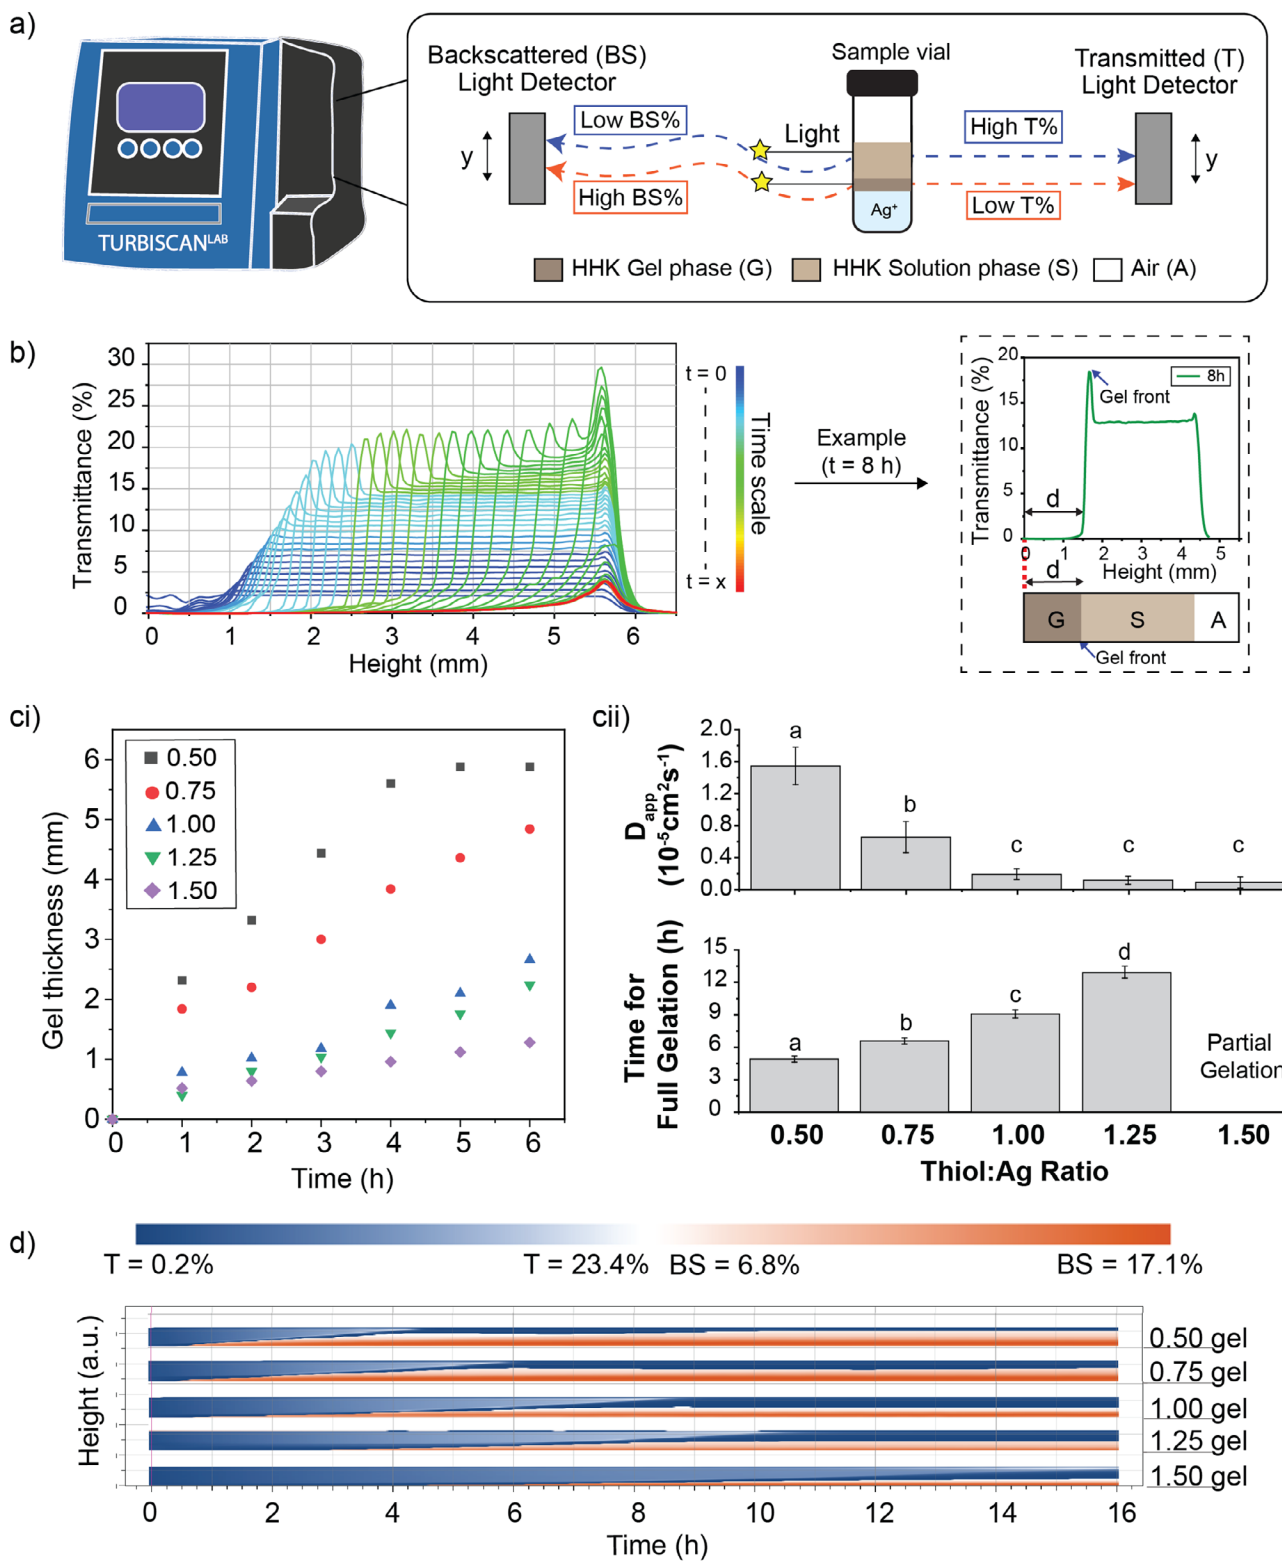 a)
Backscattered (BS)
Light Detector
Sample vial
Transmitted (T)
Light Detector
Low BS%
Light
High T%
y
y
High BS%
Low T%
Ag⁺
TURBISCANᴸᴬᴮ
HHK Gel phase (G)
HHK Solution phase (S)
Air (A)
b)
Transmittance (%)
30
25
20
15
10
5
0
0 1 2 3 4 5 6
Height (mm)
t = 0
Time scale
t = x
Example
(t = 8 h)
Transmittance (%)
20
15
10
5
0
8h
Gel front
d
0 1 2 3 4 5
Height (mm)
d
G S A
Gel front
ci)
Gel thickness (mm)
6
5
4
3
2
1
0
0.50
0.75
1.00
1.25
1.50
0 1 2 3 4 5 6
Time (h)
cii)
D_app
(10⁻⁵cm²s⁻¹)
2.0
1.6
1.2
0.8
0.4
0.0
a
b
c
c
c
Time for
Full Gelation (h)
15
12
9
6
3
0
a
b
c
d
Partial
Gelation
0.50 0.75 1.00 1.25 1.50
Thiol:Ag Ratio
d)
T = 0.2%
T = 23.4%
BS = 6.8%
BS = 17.1%
Height (a.u.)
0.50 gel
0.75 gel
1.00 gel
1.25 gel
1.50 gel
0 2 4 6 8 10 12 14 16
Time (h)